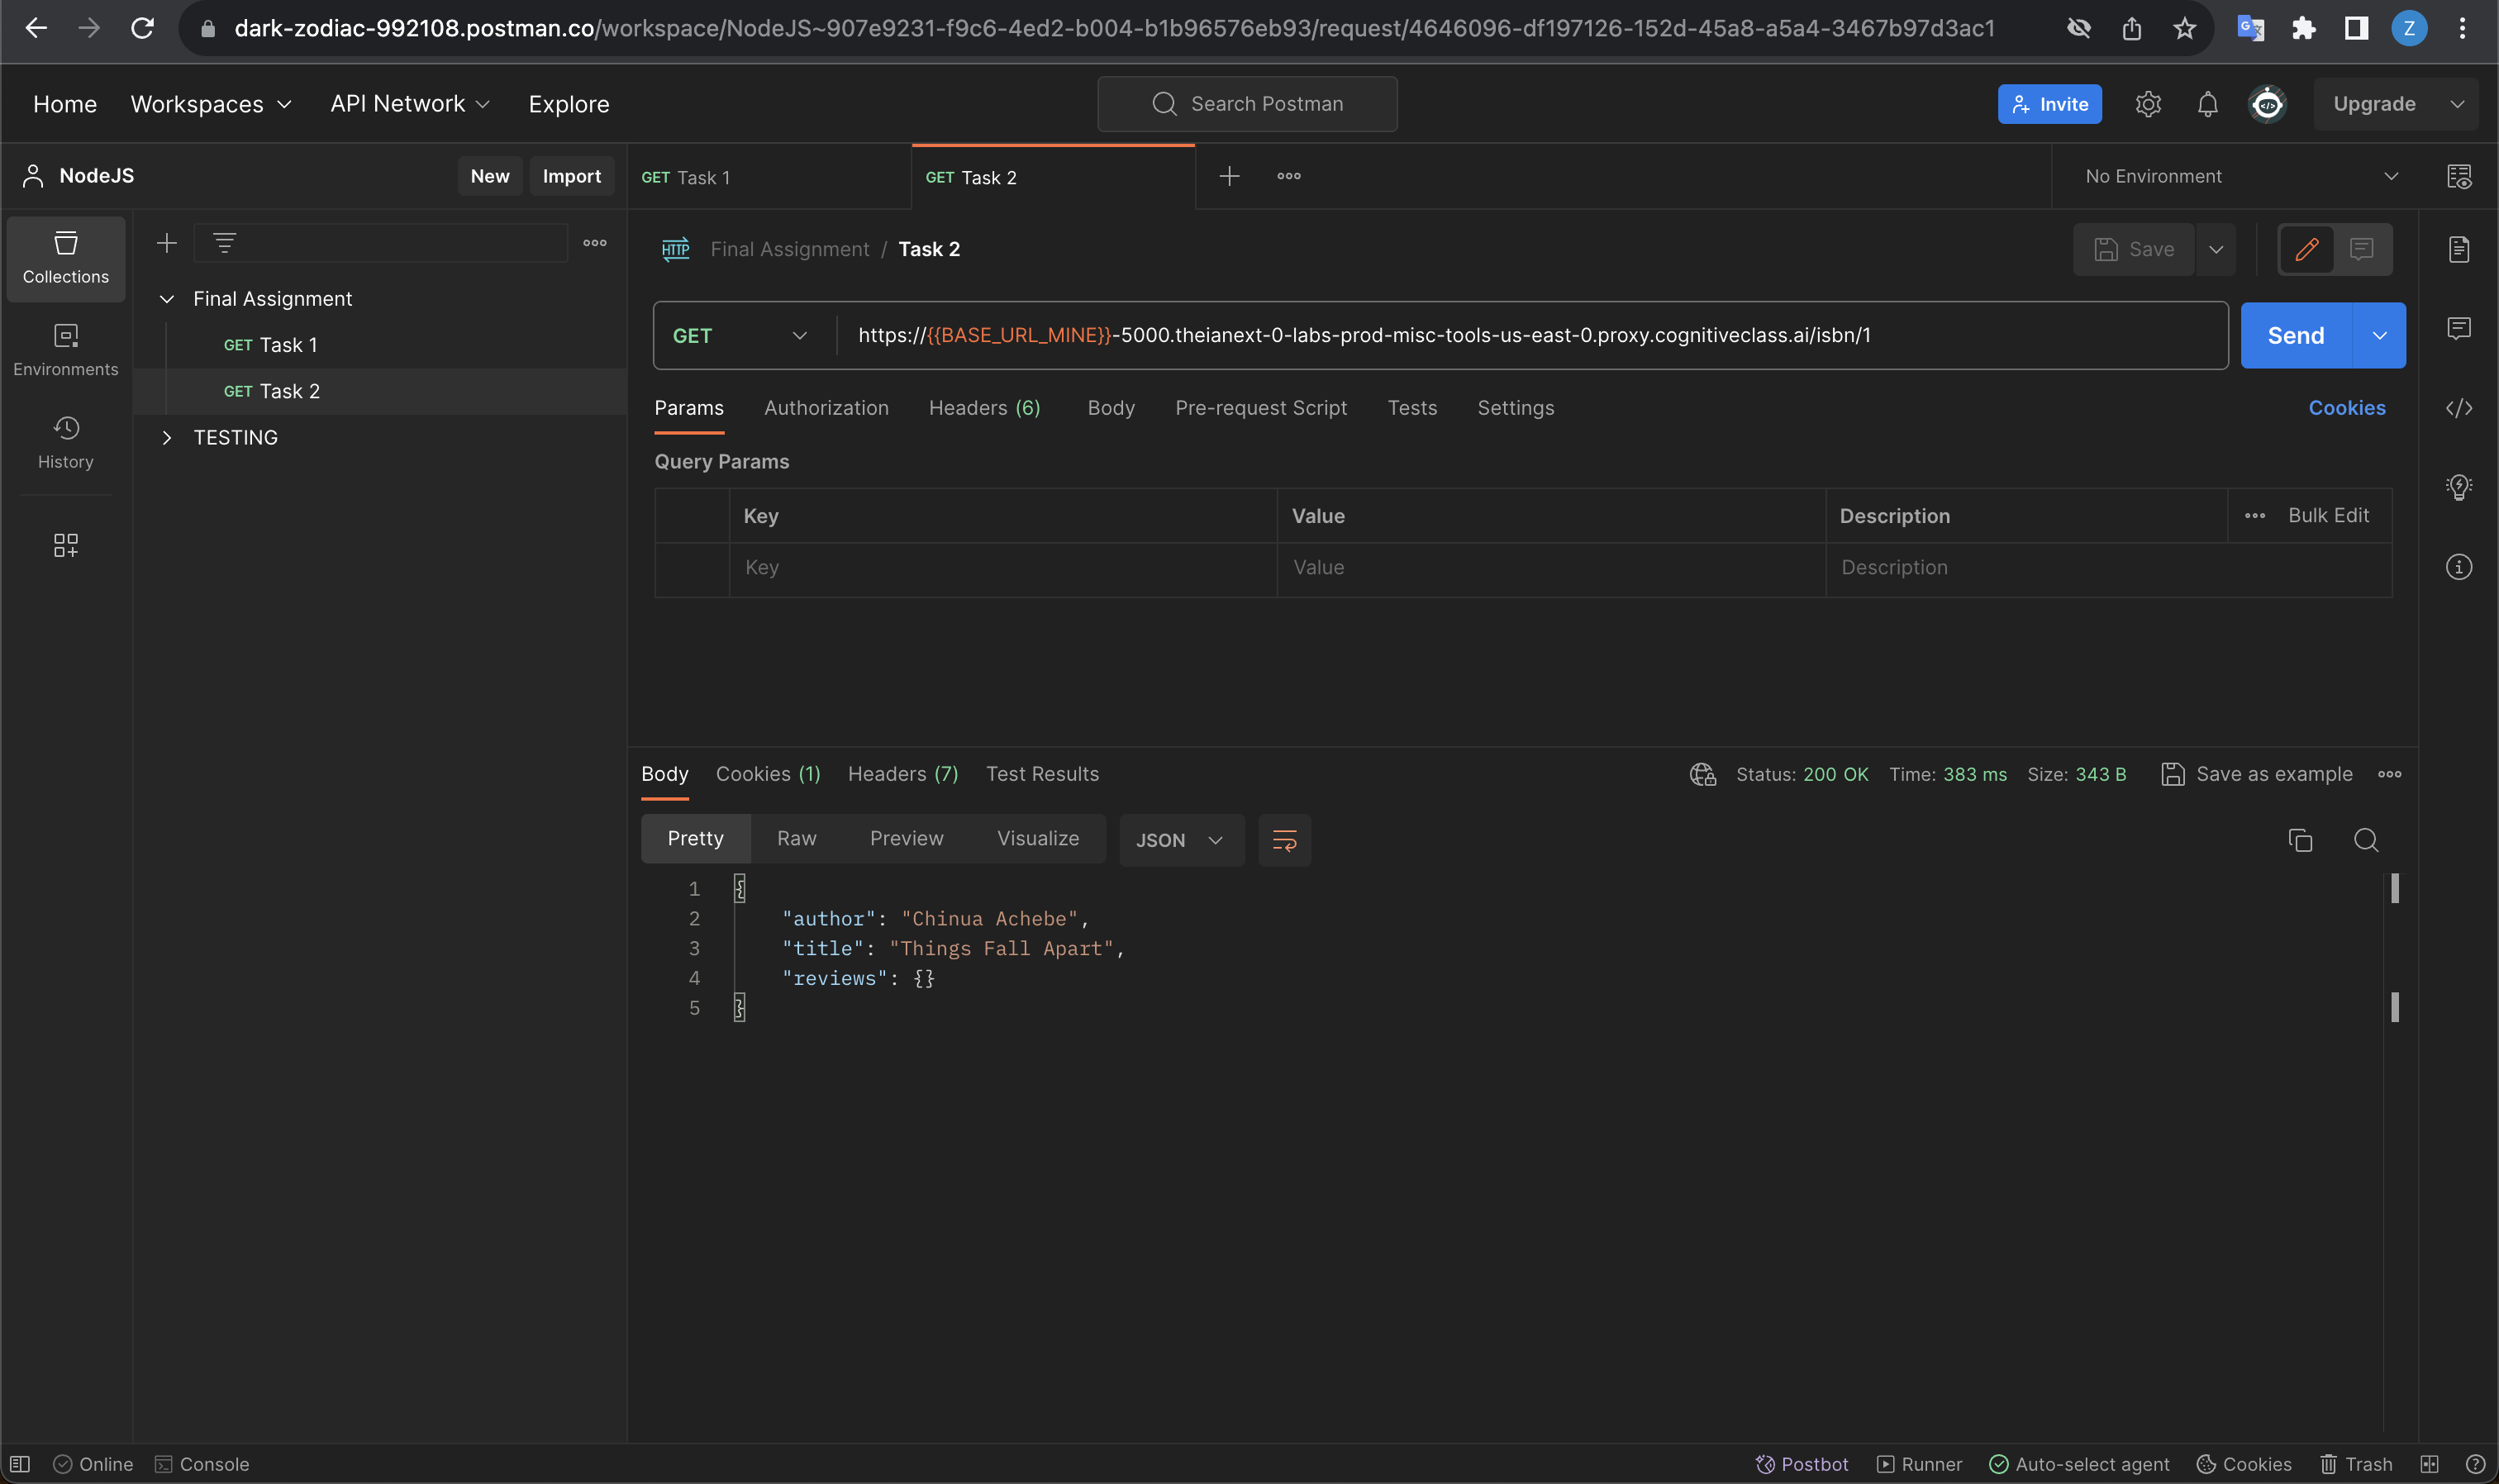 dark-zodiac-992108.postman.co/workspace/NodeJS~907e9231-f9c6-4ed2-b004-b1b96576eb93/request/4646096-df197126-152d-45a8-a5a4-3467b97d3ac1
Z
Home Workspaces API Network Explore Search Postman Invite Upgrade
NodeJS New Import GET Task 1 GET Task 2 No Environment
Collections
Environments
History
Final Assignment
GET Task 1
GET Task 2
TESTING
HTTP Final Assignment / Task 2 Save
GET https://{{BASE_URL_MINE}}-5000.theianext-0-labs-prod-misc-tools-us-east-0.proxy.cognitiveclass.ai/isbn/1 Send
Params Authorization Headers (6) Body Pre-request Script Tests Settings Cookies
Query Params
Key Value Description Bulk Edit
Key Value Description
Body Cookies (1) Headers (7) Test Results Status: 200 OK Time: 383 ms Size: 343 B Save as example
Pretty Raw Preview Visualize JSON
1 {
2 "author": "Chinua Achebe",
3 "title": "Things Fall Apart",
4 "reviews": {}
5 }
Online Console Postbot Runner Auto-select agent Cookies Trash